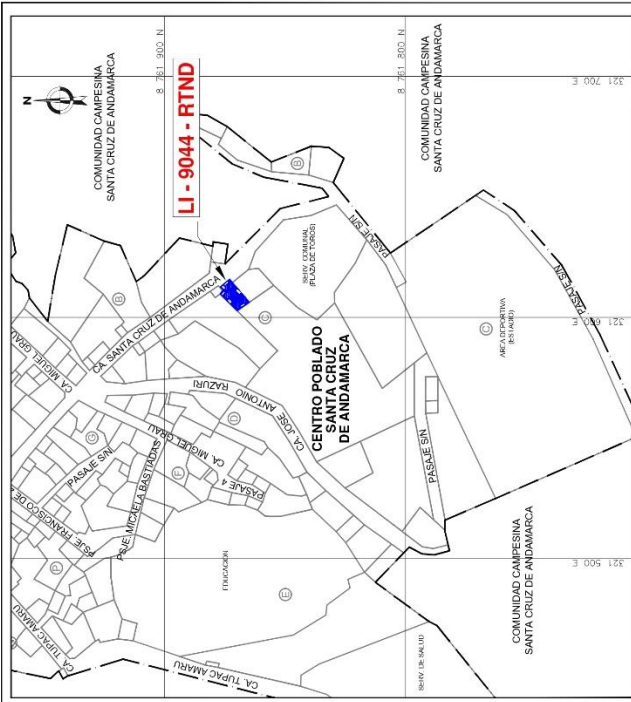 N
COMUNIDAD CAMPESINA
SANTA CRUZ DE ANDAMARCA
8 761 900 N
LI - 9044 - RTND
8 761 800 N
COMUNIDAD CAMPESINA
SANTA CRUZ DE ANDAMARCA
321 700 E
B
B
PASAJE S/N
SERV. COMUNAL
(PLAZA DE TOROS)
CA. SANTA CRUZ DE ANDAMARCA
CA MIGUEL GRAU
C
PASAJE S/N
C
AREA DEPORTIVA
(ESTADIO)
CENTRO POBLADO
SANTA CRUZ
DE ANDAMARCA
CA. JOSE ANTONIO RAZURI
D
CA. MIGUEL GRAU
G
PASAJE S/N
F
PASAJE 4
PSJE. MICAELA BASTIADAS
PSJE. FRANCISCO DE
PASAJE S/N
P
321 500 E
EDUCACION
E
COMUNIDAD CAMPESINA
SANTA CRUZ DE ANDAMARCA
CA TUPAC AMARU
CA. TUPAC AMARU
SERV. DE SALUD